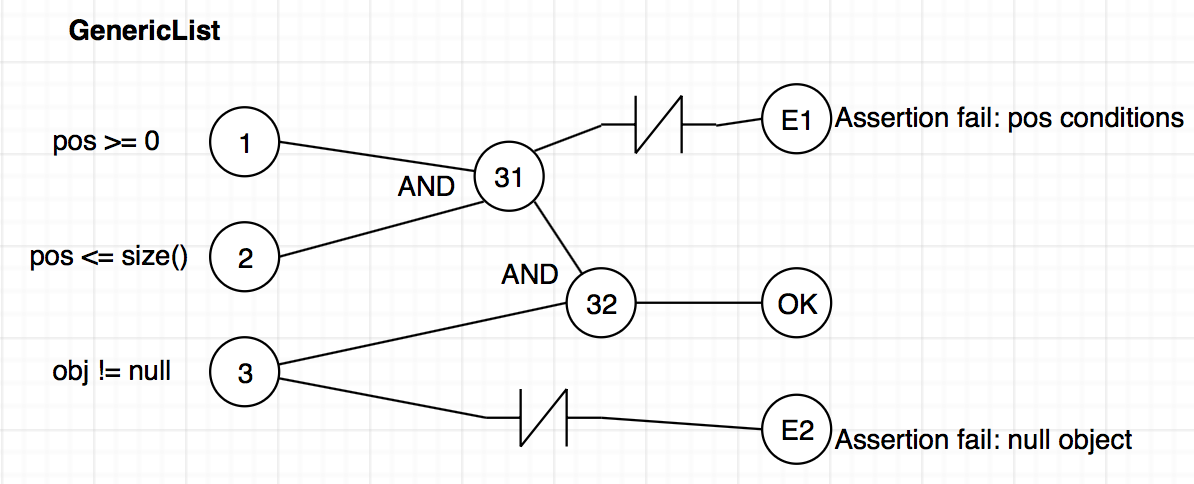 GenericList
pos >= 0
1
AND
31
E1
Assertion fail: pos conditions
pos <= size()
2
AND
32
OK
obj != null
3
E2
Assertion fail: null object